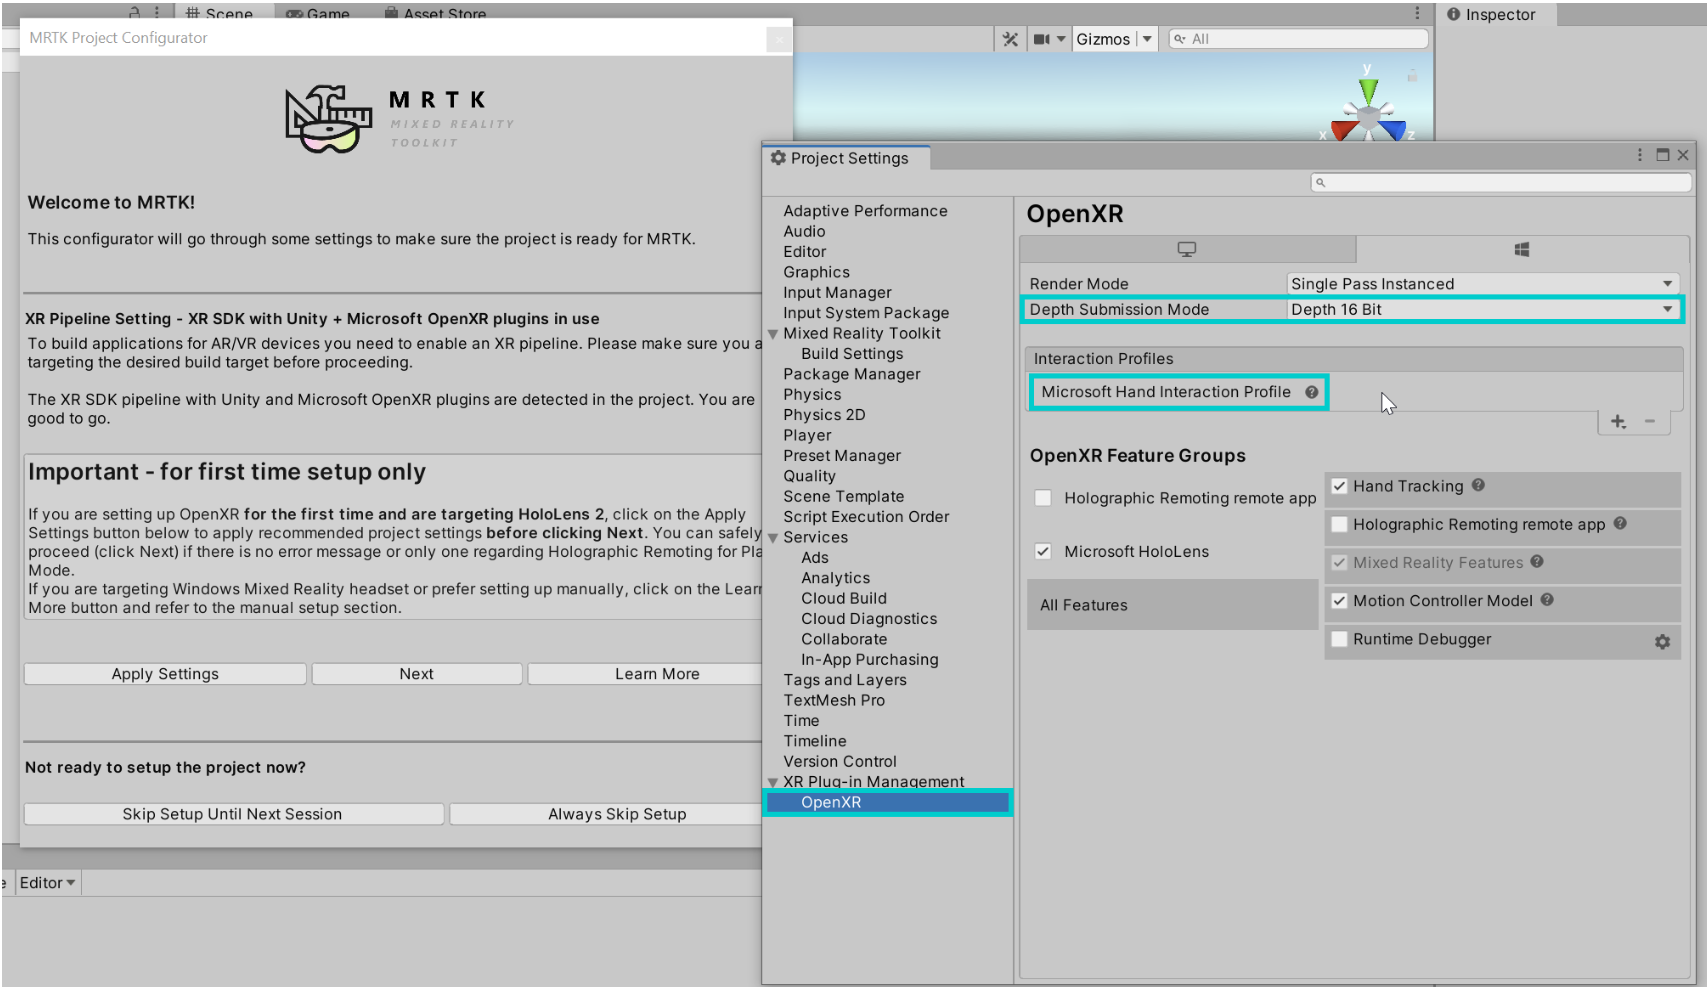 Scene
Game
Asset Store
Inspector
MRTK Project Configurator
Gizmos
All
MRTK
MIXED REALITY
TOOLKIT
y
x
z
Welcome to MRTK!
This configurator will go through some settings to make sure the project is ready for MRTK.
XR Pipeline Setting - XR SDK with Unity + Microsoft OpenXR plugins in use
To build applications for AR/VR devices you need to enable an XR pipeline. Please make sure you a
targeting the desired build target before proceeding.
The XR SDK pipeline with Unity and Microsoft OpenXR plugins are detected in the project. You are
good to go.
Important - for first time setup only
If you are setting up OpenXR for the first time and are targeting HoloLens 2, click on the Apply
Settings button below to apply recommended project settings before clicking Next. You can safely
proceed (click Next) if there is no error message or only one regarding Holographic Remoting for Pla
Mode.
If you are targeting Windows Mixed Reality headset or prefer setting up manually, click on the Learn
More button and refer to the manual setup section.
Apply Settings
Next
Learn More
Not ready to setup the project now?
Skip Setup Until Next Session
Always Skip Setup
e
Editor
Project Settings
Adaptive Performance
Audio
Editor
Graphics
Input Manager
Input System Package
Mixed Reality Toolkit
Build Settings
Package Manager
Physics
Physics 2D
Player
Preset Manager
Quality
Scene Template
Script Execution Order
Services
Ads
Analytics
Cloud Build
Cloud Diagnostics
Collaborate
In-App Purchasing
Tags and Layers
TextMesh Pro
Time
Timeline
Version Control
XR Plug-in Management
OpenXR
OpenXR
Render Mode
Single Pass Instanced
Depth Submission Mode
Depth 16 Bit
Interaction Profiles
Microsoft Hand Interaction Profile
OpenXR Feature Groups
Holographic Remoting remote app
Microsoft HoloLens
All Features
Hand Tracking
Holographic Remoting remote app
Mixed Reality Features
Motion Controller Model
Runtime Debugger